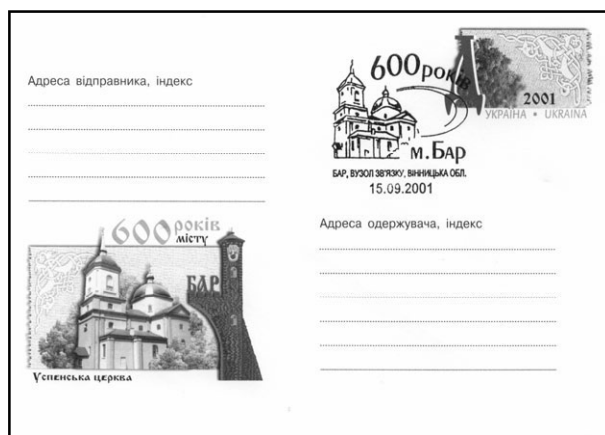 Адреса відправника, індекс
600 років
місту
БАР
Успенська церква
600 років
м.Бар
БАР, ВУЗОЛ ЗВ'ЯЗКУ, ВІННИЦЬКА ОБЛ.
15.09.2001
Д
2001
УКРАЇНА • UKRAINA
Адреса одержувача, індекс